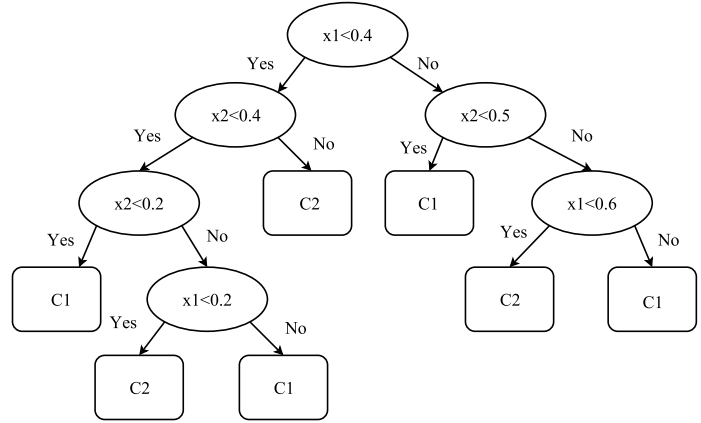 x1<0.4
Yes
No
x2<0.4
x2<0.5
Yes
No
Yes
No
x2<0.2
C2
C1
x1<0.6
Yes
No
Yes
No
C1
x1<0.2
C2
C1
Yes
No
C2
C1